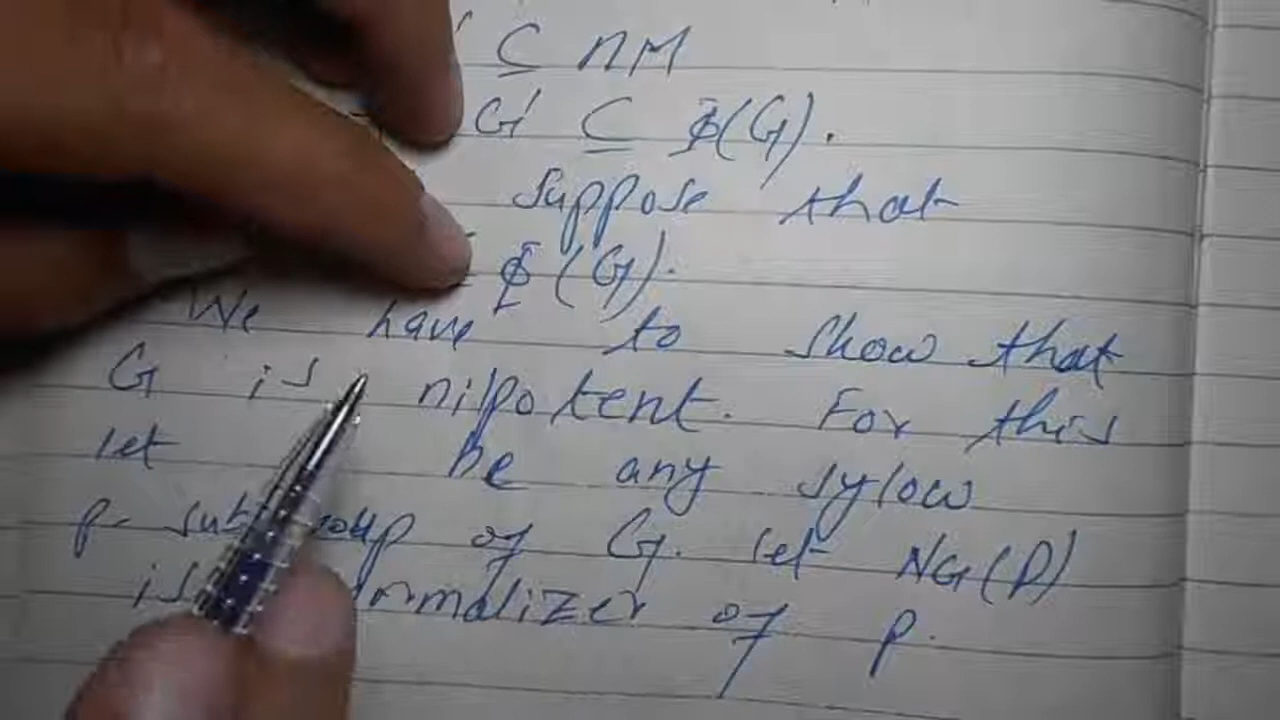 ⊆ ∩M
G' ⊆ Φ(G).
Suppose that
Φ(G).
We have to show that
G is nilpotent. For this
let be any sylow
p- subgroup of G. let NG(P)
is normalizer of P.